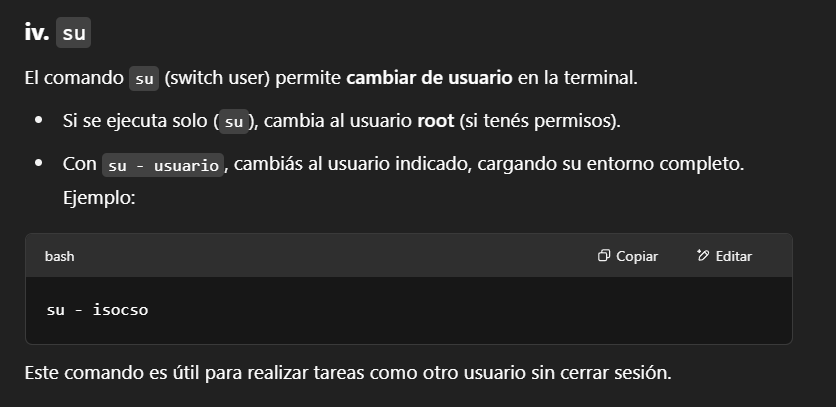 iv. su
El comando su (switch user) permite cambiar de usuario en la terminal.
• Si se ejecuta solo (su), cambia al usuario root (si tenés permisos).
• Con su - usuario, cambiás al usuario indicado, cargando su entorno completo.
Ejemplo:
bash Copiar Editar
su - isocso
Este comando es útil para realizar tareas como otro usuario sin cerrar sesión.